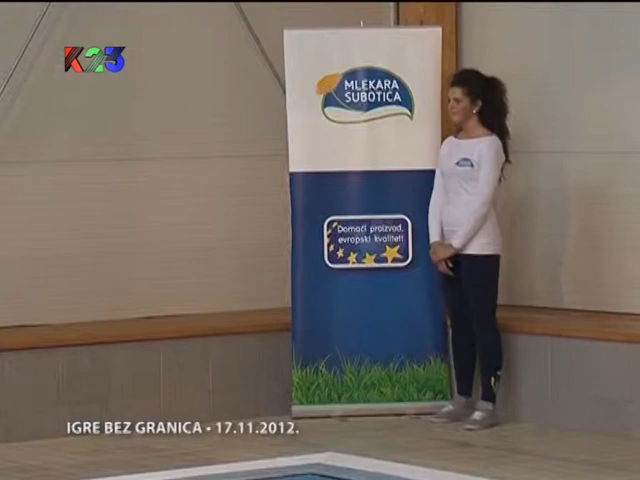 K23
MLEKARA
SUBOTICA
Domaći proizvod,
evropski kvalitet!
IGRE BEZ GRANICA • 17.11.2012.